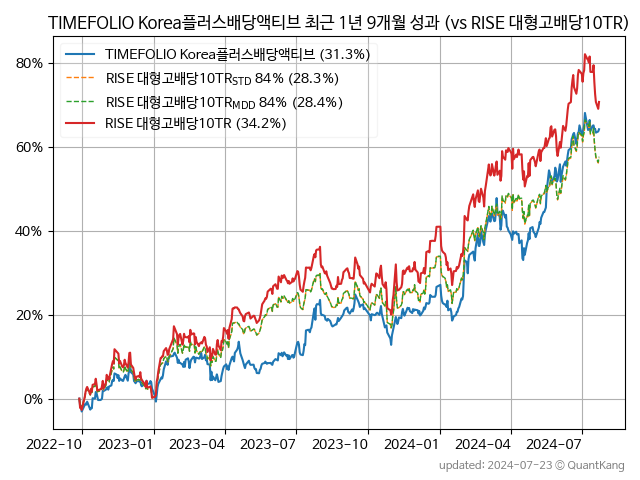 TIMEFOLIO Korea플러스배당액티브 최근 1년 9개월 성과 (vs RISE 대형고배당10TR)
TIMEFOLIO Korea플러스배당액티브 (31.3%)
RISE 대형고배당10TR_STD 84% (28.3%)
RISE 대형고배당10TR_MDD 84% (28.4%)
RISE 대형고배당10TR (34.2%)
80%
60%
40%
20%
0%
2022-10 2023-01 2023-04 2023-07 2023-10 2024-01 2024-04 2024-07
updated: 2024-07-23 © QuantKang